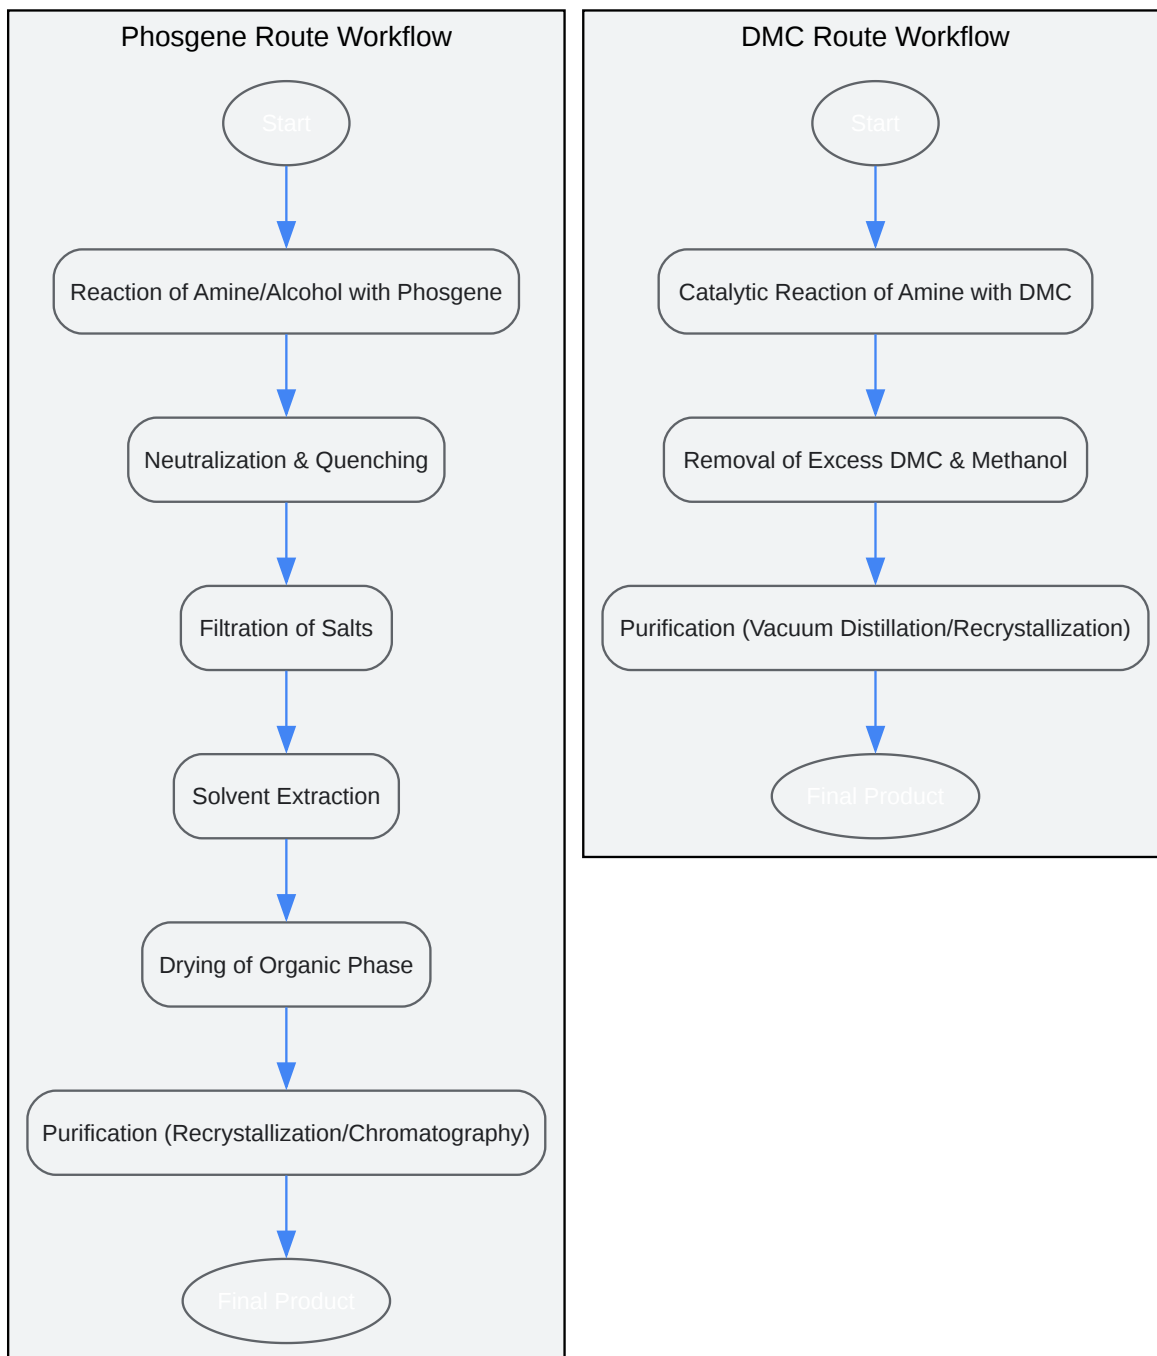 Phosgene Route Workflow
Start
Reaction of Amine/Alcohol with Phosgene
Neutralization & Quenching
Filtration of Salts
Solvent Extraction
Drying of Organic Phase
Purification (Recrystallization/Chromatography)
Final Product
DMC Route Workflow
Start
Catalytic Reaction of Amine with DMC
Removal of Excess DMC & Methanol
Purification (Vacuum Distillation/Recrystallization)
Final Product